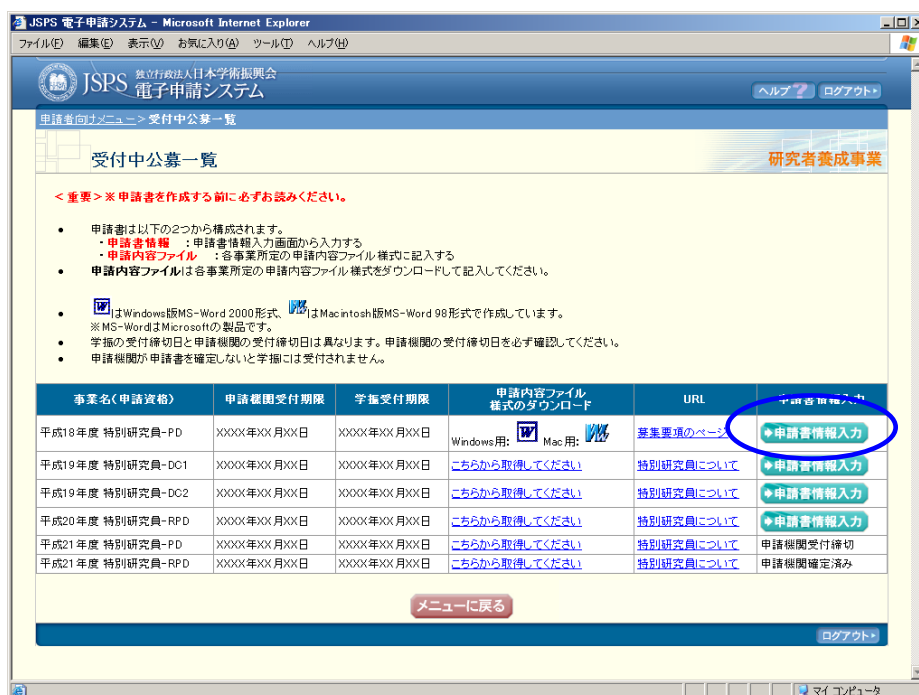 JSPS 電子申請システム - Microsoft Internet Explorer
ファイル(F) 編集(E) 表示(V) お気に入り(A) ツール(T) ヘルプ(H)
JSPS 独立行政法人日本学術振興会
電子申請システム
ヘルプ ? ログアウト
申請者向けメニュー > 受付中公募一覧
受付中公募一覧
研究者養成事業
<重要>※申請書を作成する前に必ずお読みください。
• 申請書は以下の2つから構成されます。
・申請書情報 :申請書情報入力画面から入力する
・申請内容ファイル :各事業所定の申請内容ファイル様式に記入する
• 申請内容ファイルは各事業所定の申請内容ファイル様式をダウンロードして記入してください。
• はWindows版MS-Word 2000形式、はMacintosh版MS-Word 98形式で作成しています。
※MS-WordはMicrosoftの製品です。
• 学振の受付締切日と申請機関の受付締切日は異なります。申請機関の受付締切日を必ず確認してください。
• 申請機関が申請書を確定しないと学振には受付されません。
事業名(申請資格) 申請機関受付期限 学振受付期限 申請内容ファイル 様式のダウンロード URL 申請書情報入力
平成18年度 特別研究員-PD XXXX年XX月XX日 XXXX年XX月XX日 Windows用: Mac用: 募集要項のページ 申請書情報入力
平成19年度 特別研究員-DC1 XXXX年XX月XX日 XXXX年XX月XX日 こちらから取得してください 特別研究員について 申請書情報入力
平成19年度 特別研究員-DC2 XXXX年XX月XX日 XXXX年XX月XX日 こちらから取得してください 特別研究員について 申請書情報入力
平成20年度 特別研究員-RPD XXXX年XX月XX日 XXXX年XX月XX日 こちらから取得してください 特別研究員について 申請書情報入力
平成21年度 特別研究員-PD XXXX年XX月XX日 XXXX年XX月XX日 こちらから取得してください 特別研究員について 申請機関受付締切
平成21年度 特別研究員-RPD XXXX年XX月XX日 XXXX年XX月XX日 こちらから取得してください 特別研究員について 申請機関確定済み
メニューに戻る
ログアウト
マイ コンピュータ